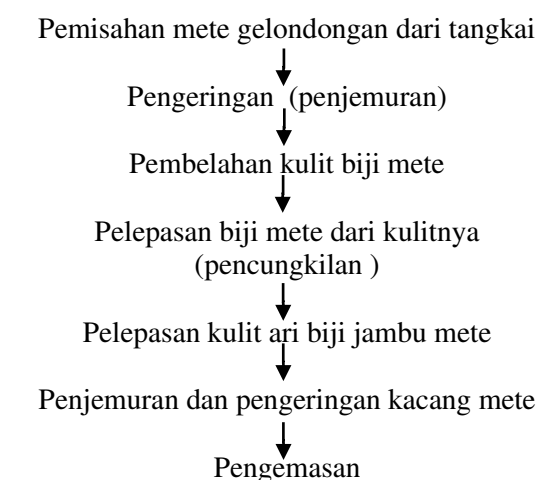 Pemisahan mete gelondongan dari tangkai
Pengeringan (penjemuran)
Pembelahan kulit biji mete
Pelepasan biji mete dari kulitnya
(pencungkilan )
Pelepasan kulit ari biji jambu mete
Penjemuran dan pengeringan kacang mete
Pengemasan